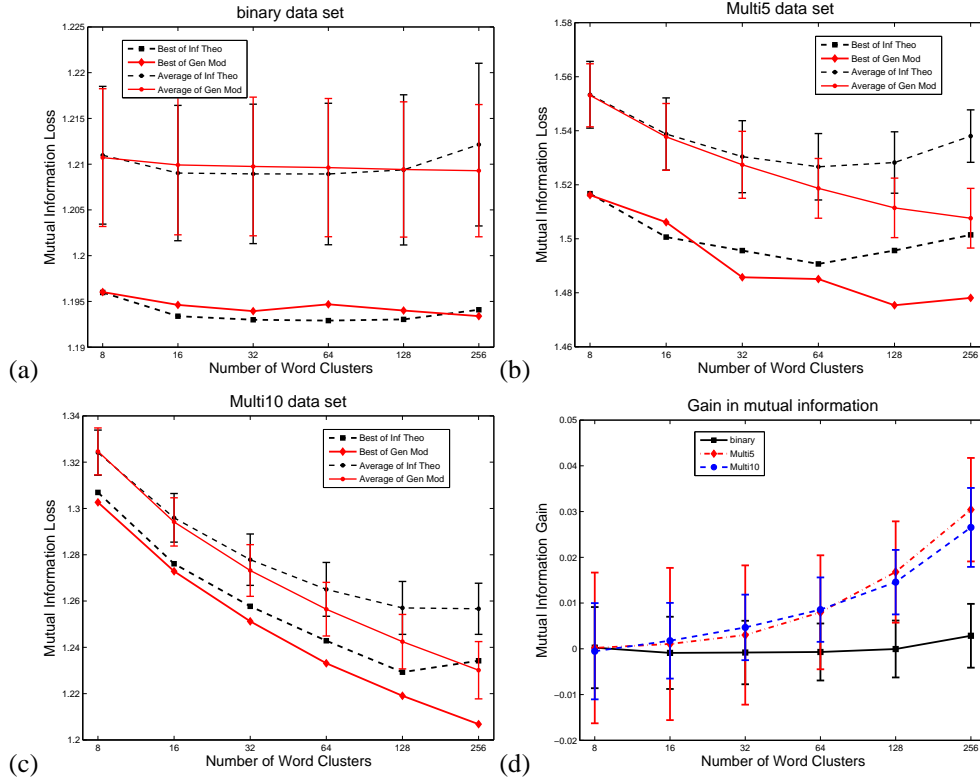 binary data set
1.225
1.22
1.215
1.21
1.205
1.2
1.195
1.19
Mutual Information Loss
Best of Inf Theo
Best of Gen Mod
Average of Inf Theo
Average of Gen Mod
8 16 32 64 128 256
Number of Word Clusters
(a)
Multi5 data set
1.58
1.56
1.54
1.52
1.5
1.48
1.46
Mutual Information Loss
Best of Inf Theo
Best of Gen Mod
Average of Inf Theo
Average of Gen Mod
8 16 32 64 128 256
Number of Word Clusters
(b)
Multi10 data set
1.34
1.32
1.3
1.28
1.26
1.24
1.22
1.2
Mutual Information Loss
Best of Inf Theo
Best of Gen Mod
Average of Inf Theo
Average of Gen Mod
8 16 32 64 128 256
Number of Word Clusters
(c)
Gain in mutual information
0.05
0.04
0.03
0.02
0.01
0
−0.01
−0.02
Mutual Information Gain
binary
Multi5
Multi10
8 16 32 64 128 256
Number of Word Clusters
(d)